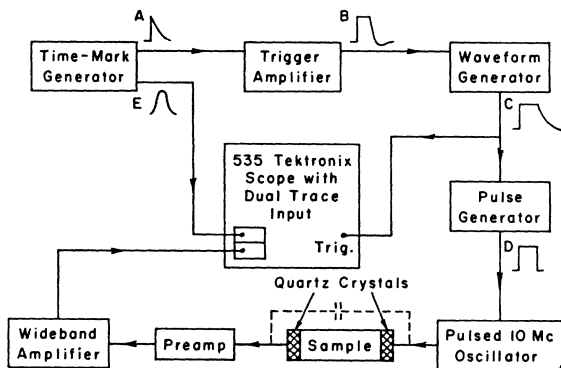 A
B
Time-Mark
Generator
Trigger
Amplifier
Waveform
Generator
E
C
535 Tektronix
Scope with
Dual Trace
Input
Trig.
Pulse
Generator
D
Quartz Crystals
Wideband
Amplifier
Preamp
Sample
Pulsed 10 Mc
Oscillator